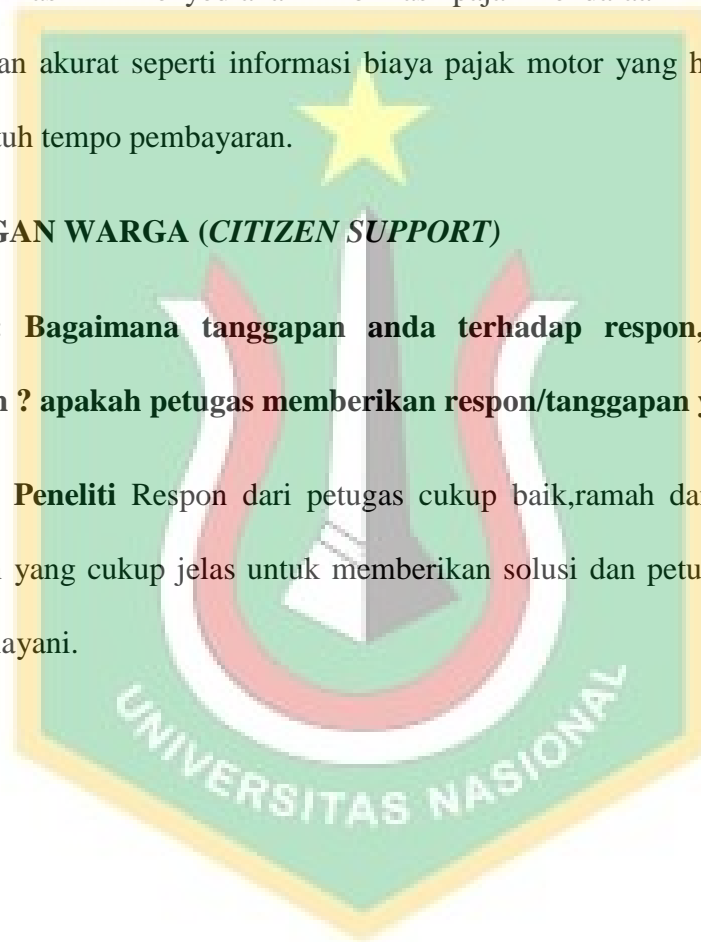 an akurat seperti informasi biaya pajak motor yang h
tuh tempo pembayaran.
GAN WARGA (CITIZEN SUPPORT)
: Bagaimana tanggapan anda terhadap respon,
n ? apakah petugas memberikan respon/tanggapan y
Peneliti Respon dari petugas cukup baik,ramah da
yang cukup jelas untuk memberikan solusi dan petu
layani.
UNIVERSITAS NASIONAL